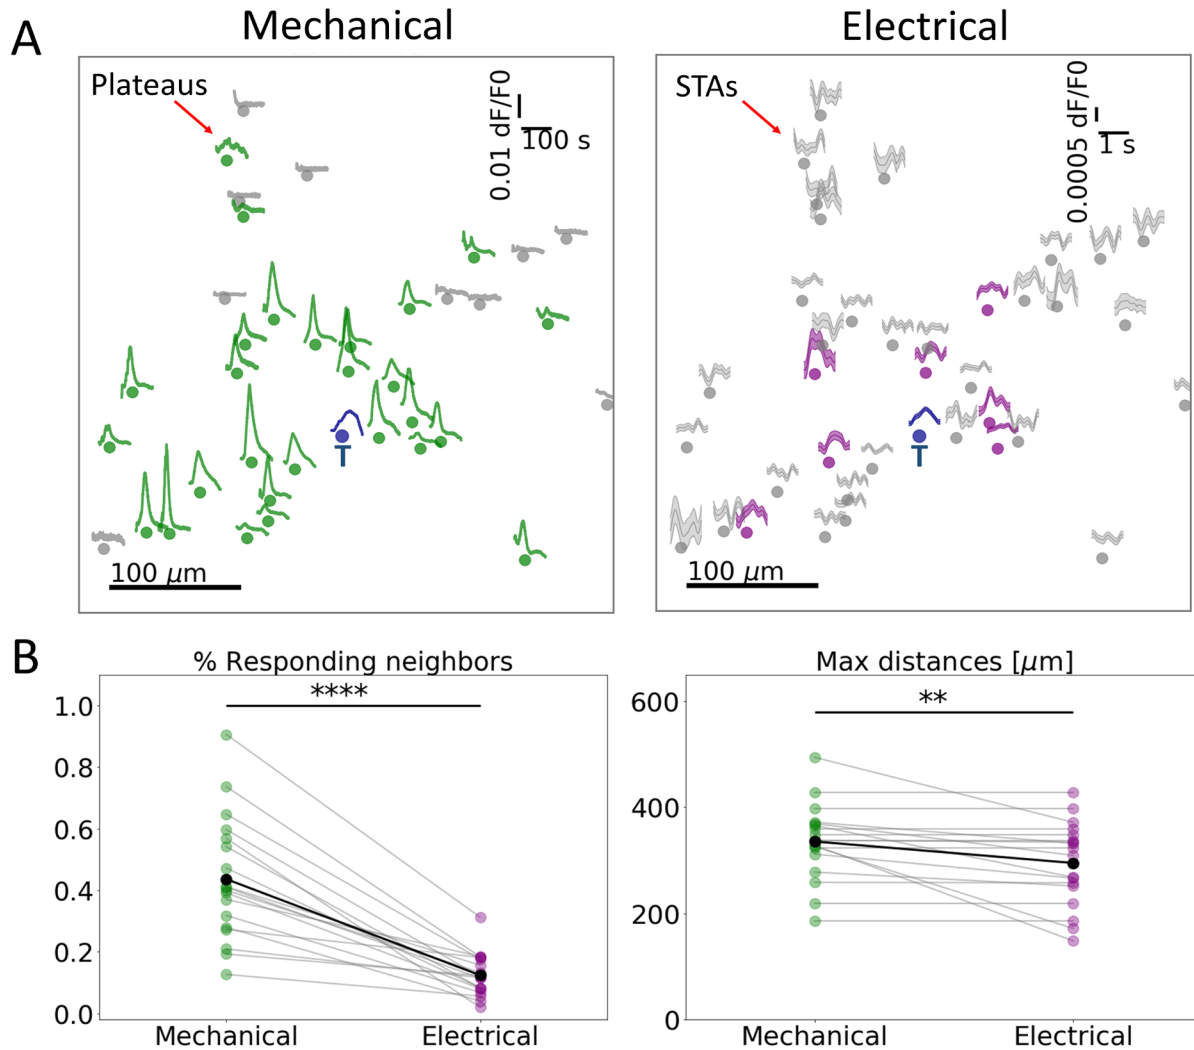 A
Mechanical
Electrical
Plateaus
0.01 dF/F0
100 s
T
100 μm
STAs
0.0005 dF/F0
1 s
T
100 μm
B
% Responding neighbors
****
1.0
0.8
0.6
0.4
0.2
0.0
Mechanical
Electrical
Max distances [μm]
**
600
400
200
0
Mechanical
Electrical